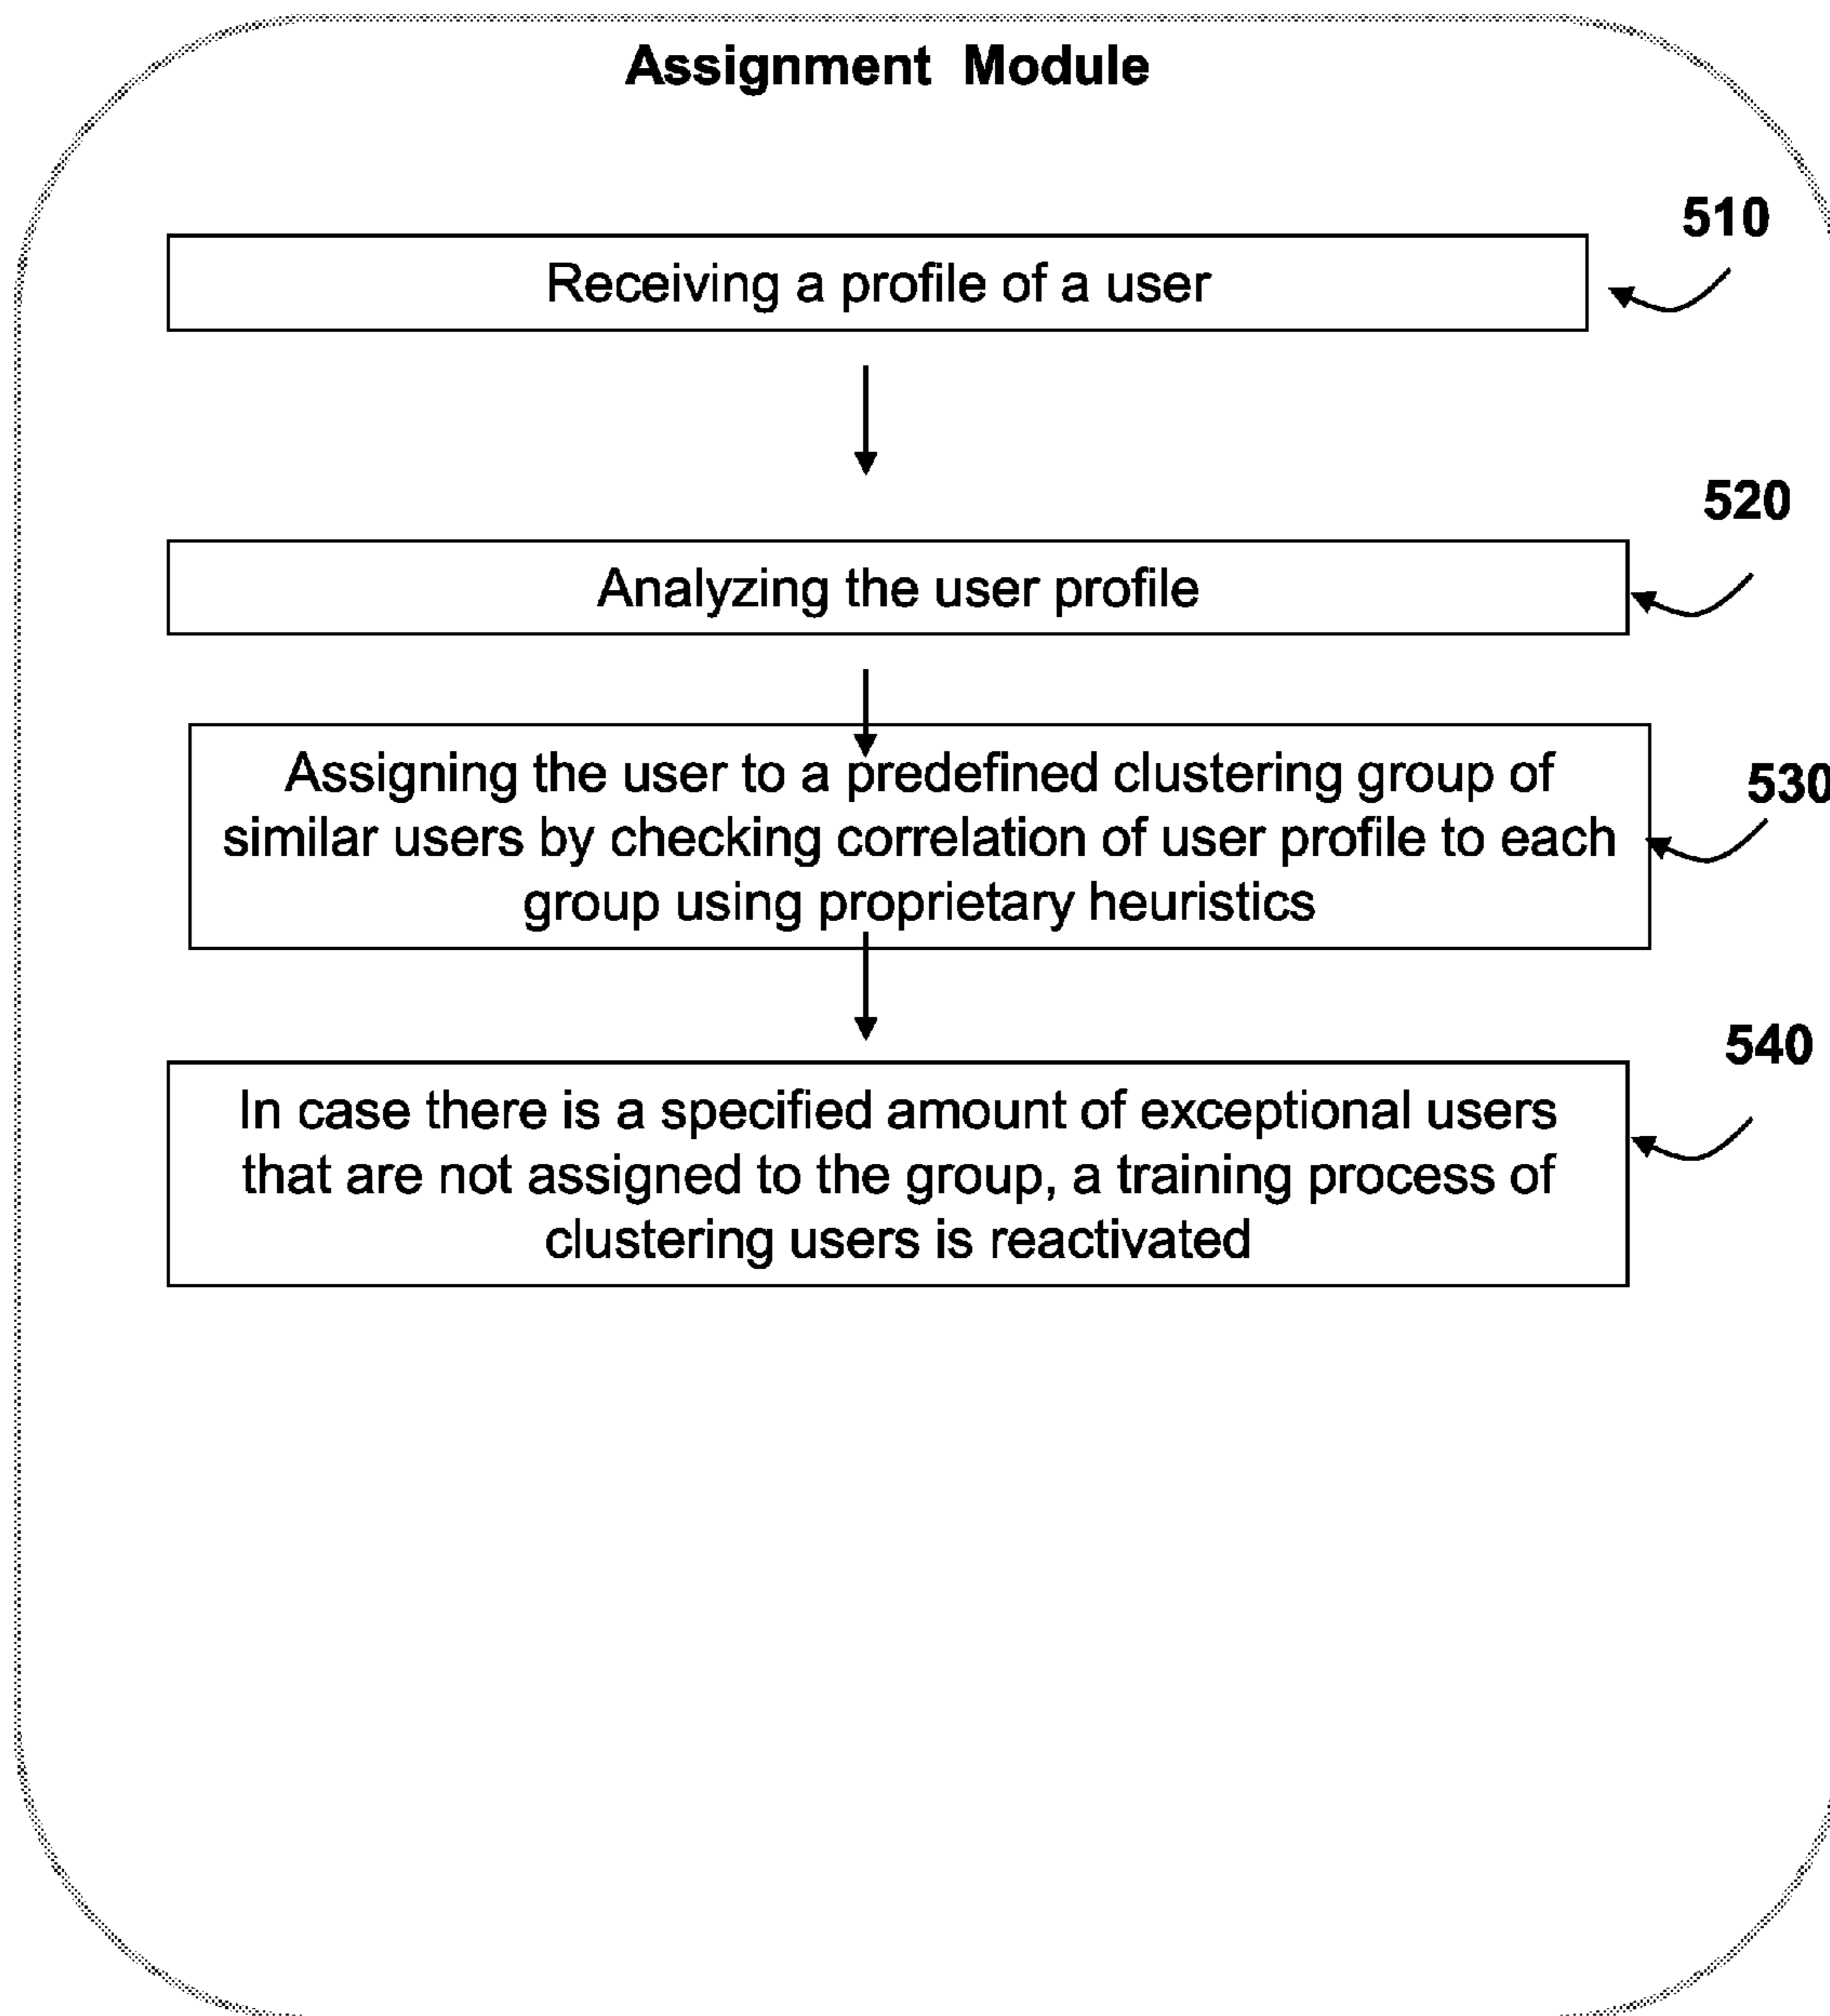 Assignment Module
510
Receiving a profile of a user
520
Analyzing the user profile
530
Assigning the user to a predefined clustering group of
similar users by checking correlation of user profile to each
group using proprietary heuristics
540
In case there is a specified amount of exceptional users
that are not assigned to the group, a training process of
clustering users is reactivated